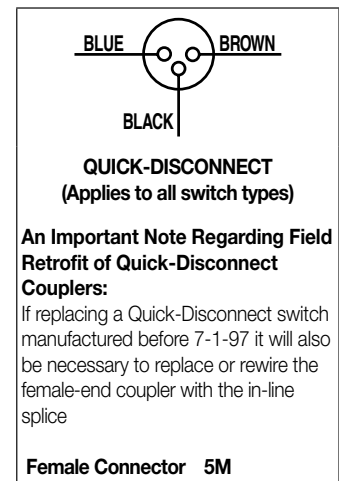 BLUE BROWN
BLACK
QUICK-DISCONNECT
(Applies to all switch types)
An Important Note Regarding Field
Retrofit of Quick-Disconnect
Couplers:
If replacing a Quick-Disconnect switch
manufactured before 7-1-97 it will also
be necessary to replace or rewire the
female-end coupler with the in-line
splice
Female Connector 5M